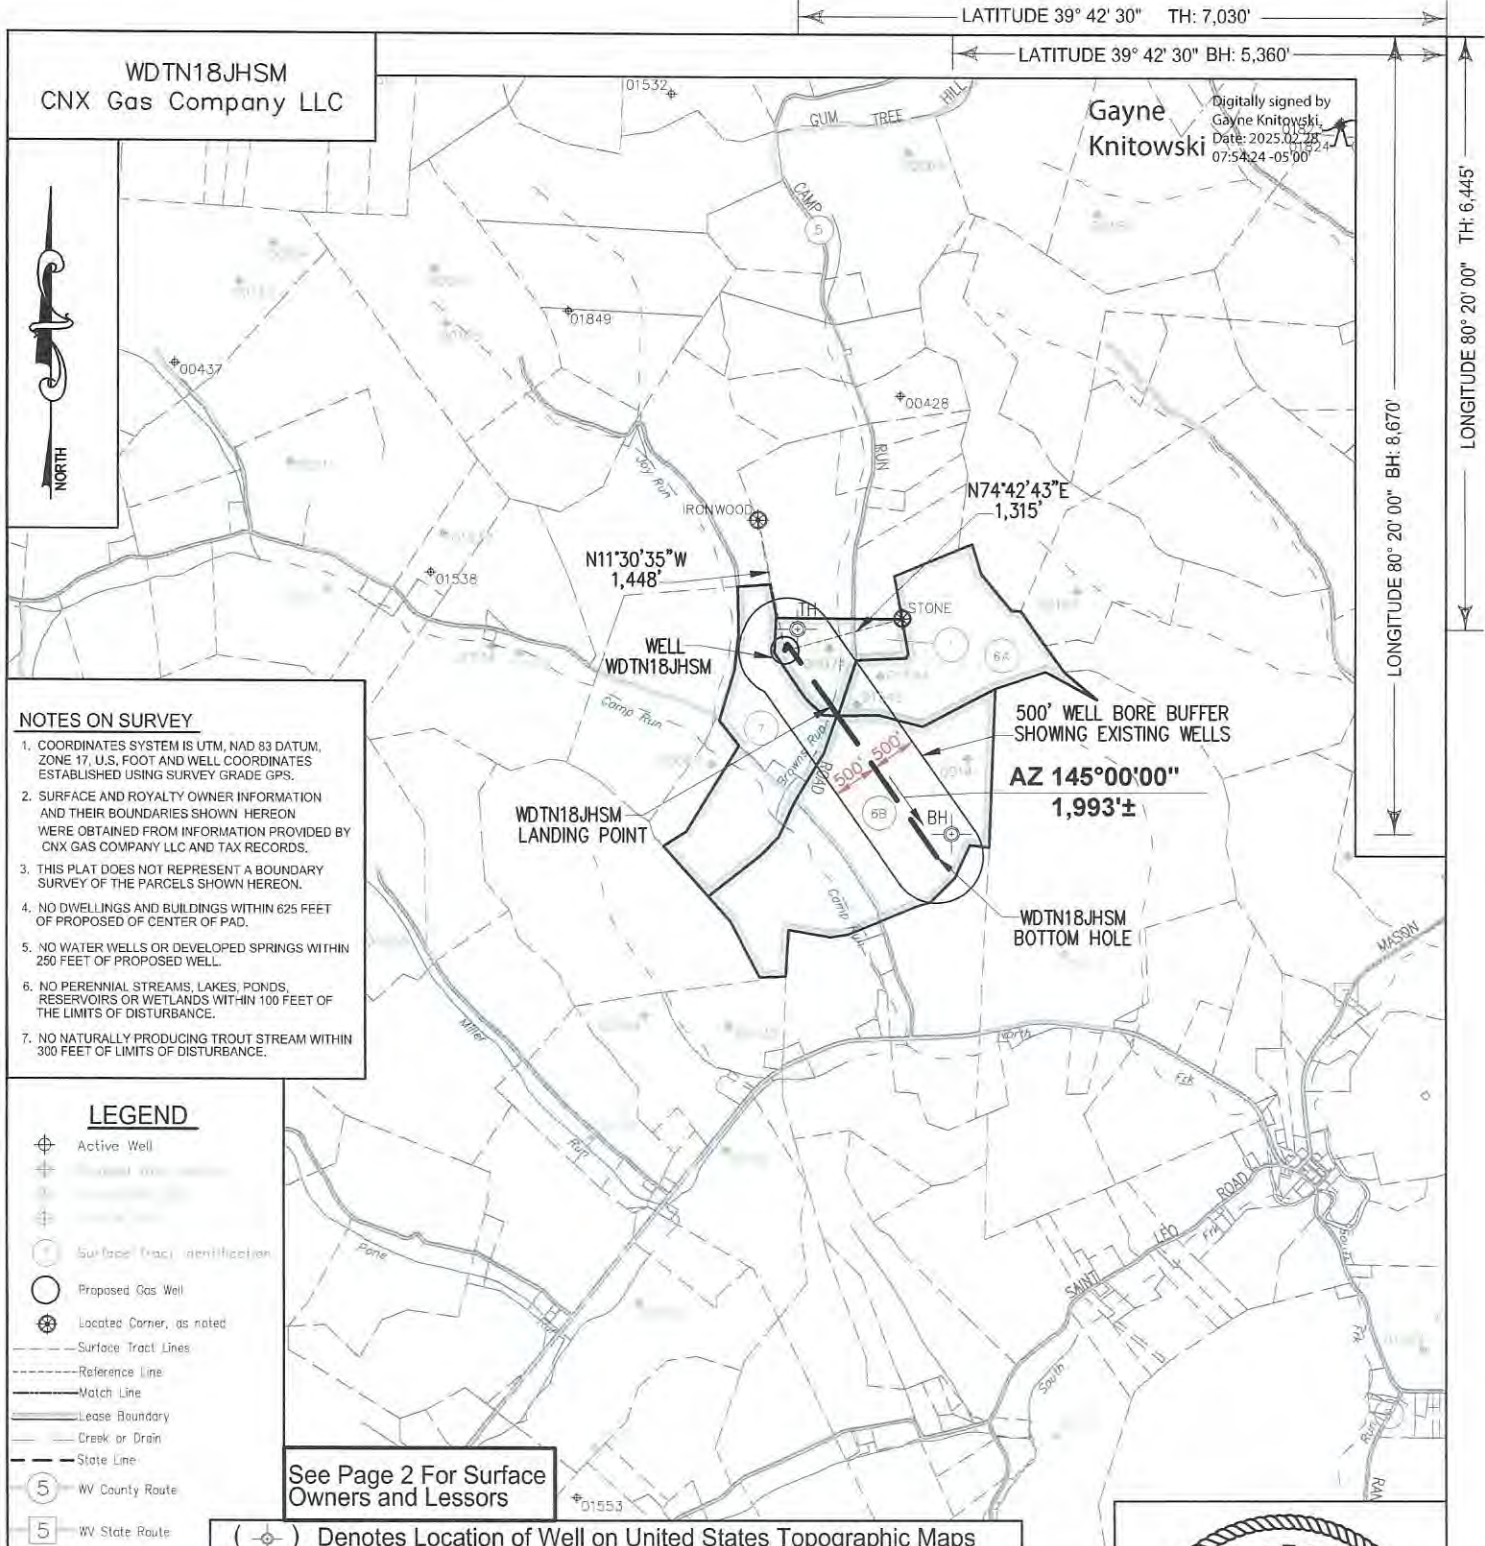 LATITUDE 39° 42' 30" TH: 7,030'
LATITUDE 39° 42' 30" BH: 5,360'
WDTN18JHSM
CNX Gas Company LLC
Gayne
Knitowski
Digitally signed by
Gayne Knitowski
Date: 2025.02.28
07:54:24 -05'00'
LONGITUDE 80° 20' 00" TH: 6,445'
LONGITUDE 80° 20' 00" BH: 8,670'
NORTH
01532
GUM TREE HILL
CAMP
5
RUN
01849
00437
00428
Joy Run
IRONWOOD
N74°42'43"E
1,315'
N11°30'35"W
1,448'
01538
TH
STONE
WELL
WDTN18JHSM
6A
Camp Run
7
Browns Run
ROAD
500' WELL BORE BUFFER
SHOWING EXISTING WELLS
500' 500'
AZ 145°00'00"
1,993'±
WDTN18JHSM
LANDING POINT
6B
BH
Camp Run
WDTN18JHSM
BOTTOM HOLE
MASON
NOTES ON SURVEY
1. COORDINATES SYSTEM IS UTM, NAD 83 DATUM,
ZONE 17, U.S. FOOT AND WELL COORDINATES
ESTABLISHED USING SURVEY GRADE GPS.
2. SURFACE AND ROYALTY OWNER INFORMATION
AND THEIR BOUNDARIES SHOWN HEREON
WERE OBTAINED FROM INFORMATION PROVIDED BY
CNX GAS COMPANY LLC AND TAX RECORDS.
3. THIS PLAT DOES NOT REPRESENT A BOUNDARY
SURVEY OF THE PARCELS SHOWN HEREON.
4. NO DWELLINGS AND BUILDINGS WITHIN 625 FEET
OF PROPOSED OF CENTER OF PAD.
5. NO WATER WELLS OR DEVELOPED SPRINGS WITHIN
250 FEET OF PROPOSED WELL.
6. NO PERENNIAL STREAMS, LAKES, PONDS,
RESERVOIRS OR WETLANDS WITHIN 100 FEET OF
THE LIMITS OF DISTURBANCE.
7. NO NATURALLY PRODUCING TROUT STREAM WITHIN
300 FEET OF LIMITS OF DISTURBANCE.
Miller Run
North Frk
SAINT LEO ROAD
South Frk
South Frk
Run
RAN
LEGEND
Active Well
Surface Tract Identification
Proposed Gas Well
Located Corner, as noted
Surface Tract Lines
Reference Line
Match Line
Lease Boundary
Creek or Drain
State Line
5 WV County Route
5 WV State Route
See Page 2 For Surface
Owners and Lessors
01553
( ) Denotes Location of Well on United States Topographic Maps